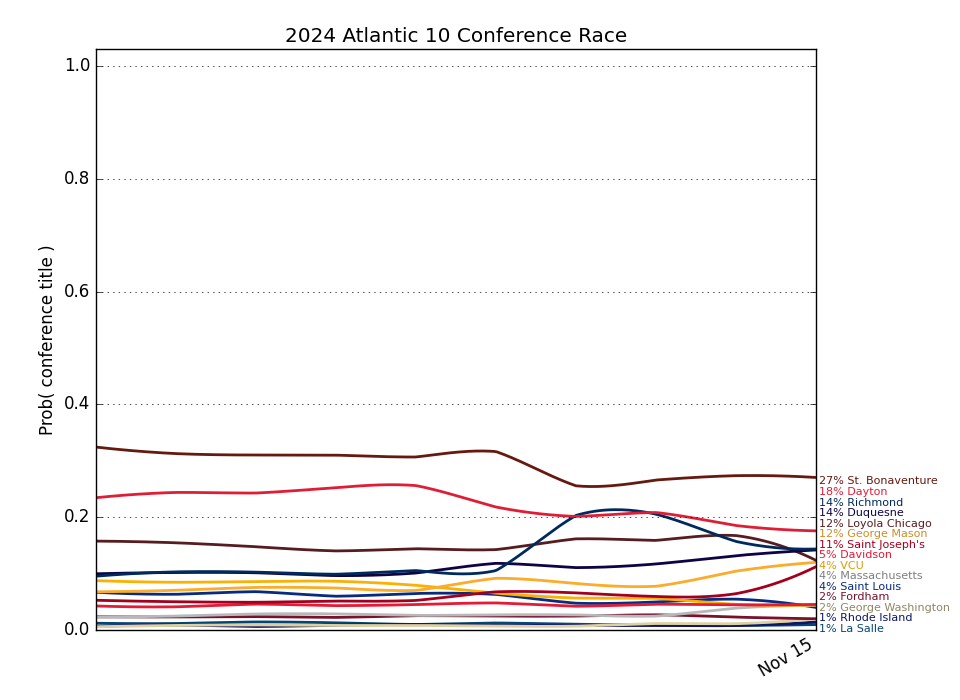 2024 Atlantic 10 Conference Race
Prob( conference title )
1.0
0.8
0.6
0.4
0.2
0.0
27% St. Bonaventure
18% Dayton
14% Richmond
14% Duquesne
12% Loyola Chicago
12% George Mason
11% Saint Joseph's
5% Davidson
4% VCU
4% Massachusetts
4% Saint Louis
2% Fordham
2% George Washington
1% Rhode Island
1% La Salle
Nov 15